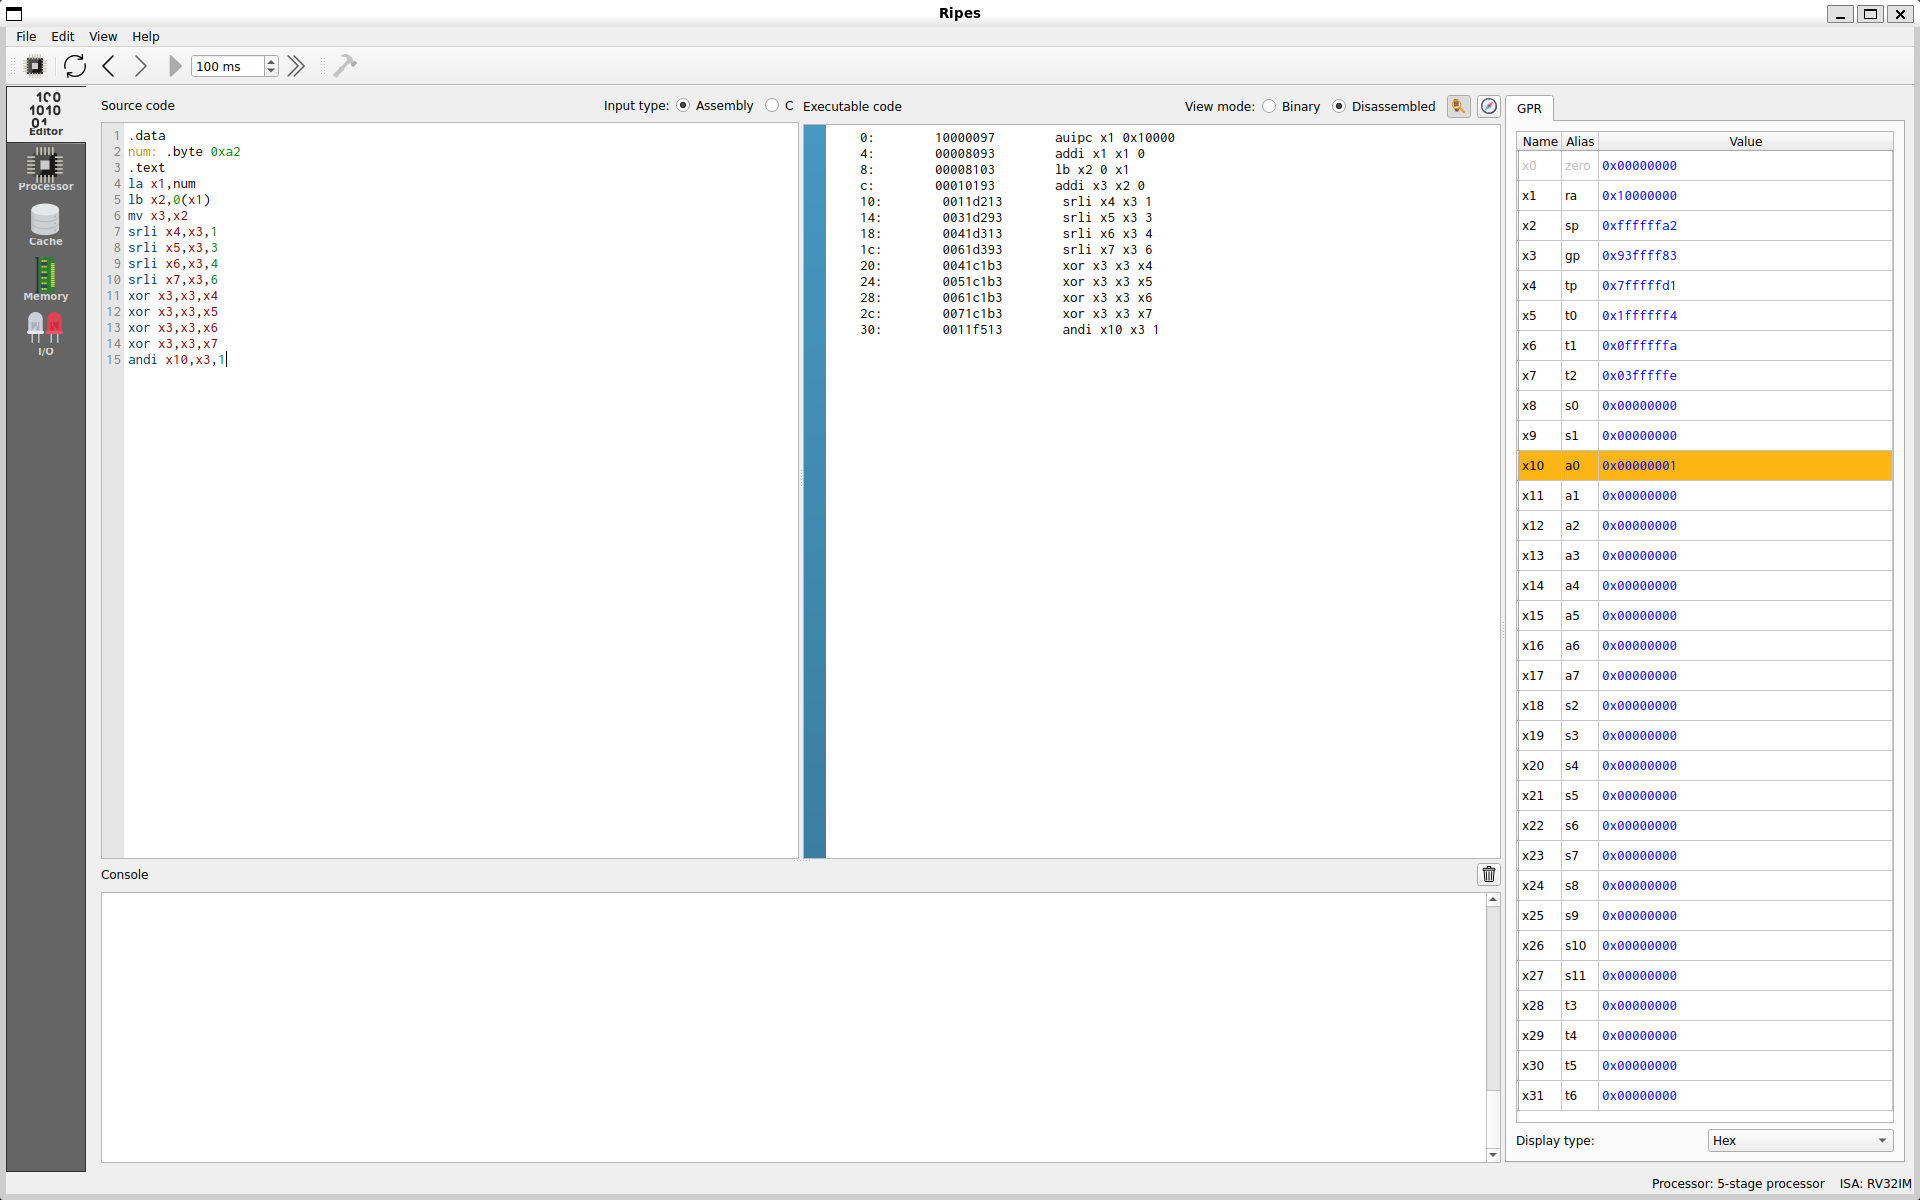 Ripes
File Edit View Help
100 ms
Editor
Processor
Cache
Memory
I/O
Source code
Input type: Assembly C
1 .data
2 num: .byte 0xa2
3 .text
4 la x1,num
5 lb x2,0(x1)
6 mv x3,x2
7 srli x4,x3,1
8 srli x5,x3,3
9 srli x6,x3,4
10 srli x7,x3,6
11 xor x3,x3,x4
12 xor x3,x3,x5
13 xor x3,x3,x6
14 xor x3,x3,x7
15 andi x10,x3,1
Executable code
View mode: Binary Disassembled
0: 10000097 auipc x1 0x10000
4: 00008093 addi x1 x1 0
8: 00008103 lb x2 0 x1
c: 00010193 addi x3 x2 0
10: 0011d213 srli x4 x3 1
14: 0031d293 srli x5 x3 3
18: 0041d313 srli x6 x3 4
1c: 0061d393 srli x7 x3 6
20: 0041c1b3 xor x3 x3 x4
24: 0051c1b3 xor x3 x3 x5
28: 0061c1b3 xor x3 x3 x6
2c: 0071c1b3 xor x3 x3 x7
30: 0011f513 andi x10 x3 1
Console
GPR
Name Alias Value
x0 zero 0x00000000
x1 ra 0x10000000
x2 sp 0xffffffa2
x3 gp 0x93ffff83
x4 tp 0x7fffffd1
x5 t0 0x1ffffff4
x6 t1 0x0ffffffa
x7 t2 0x03fffffe
x8 s0 0x00000000
x9 s1 0x00000000
x10 a0 0x00000001
x11 a1 0x00000000
x12 a2 0x00000000
x13 a3 0x00000000
x14 a4 0x00000000
x15 a5 0x00000000
x16 a6 0x00000000
x17 a7 0x00000000
x18 s2 0x00000000
x19 s3 0x00000000
x20 s4 0x00000000
x21 s5 0x00000000
x22 s6 0x00000000
x23 s7 0x00000000
x24 s8 0x00000000
x25 s9 0x00000000
x26 s10 0x00000000
x27 s11 0x00000000
x28 t3 0x00000000
x29 t4 0x00000000
x30 t5 0x00000000
x31 t6 0x00000000
Display type: Hex
Processor: 5-stage processor ISA: RV32IM